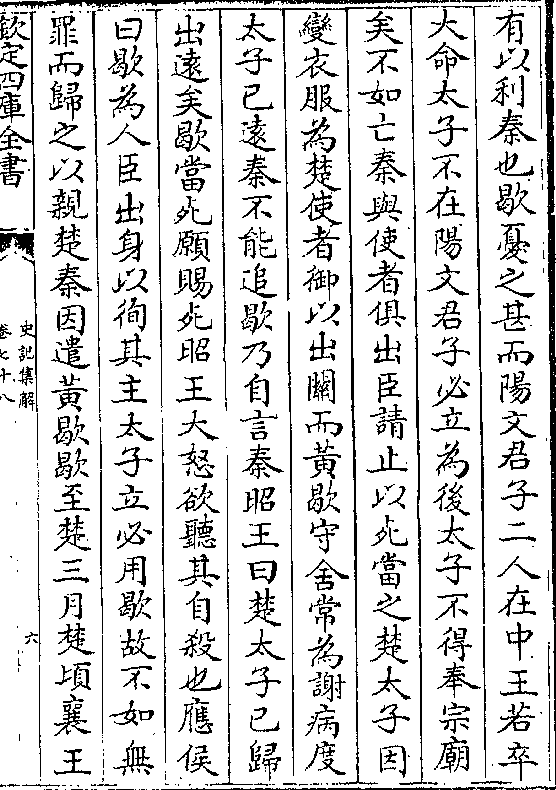 有以利秦也歇憂之甚而陽文君子二人在中王若卒
大命太子不在陽文君子必立為後太子不得奉宗廟
矣不如亡秦與使者俱出臣請止以死當之楚太子因
變衣服為楚使者御以出關而黃歇守舍常為謝病度
太子已遠秦不能追歇乃自言秦昭王曰楚太子已歸
出遠矣歇當死願賜死昭王大怒欲聽其自殺也應侯
曰歇為人臣出身以徇其主太子立必用歇故不如無
罪而歸之以親楚秦因遣黃歇歇至楚三月楚頃襄王
欽定四庫全書
史記集解
卷七十八
六